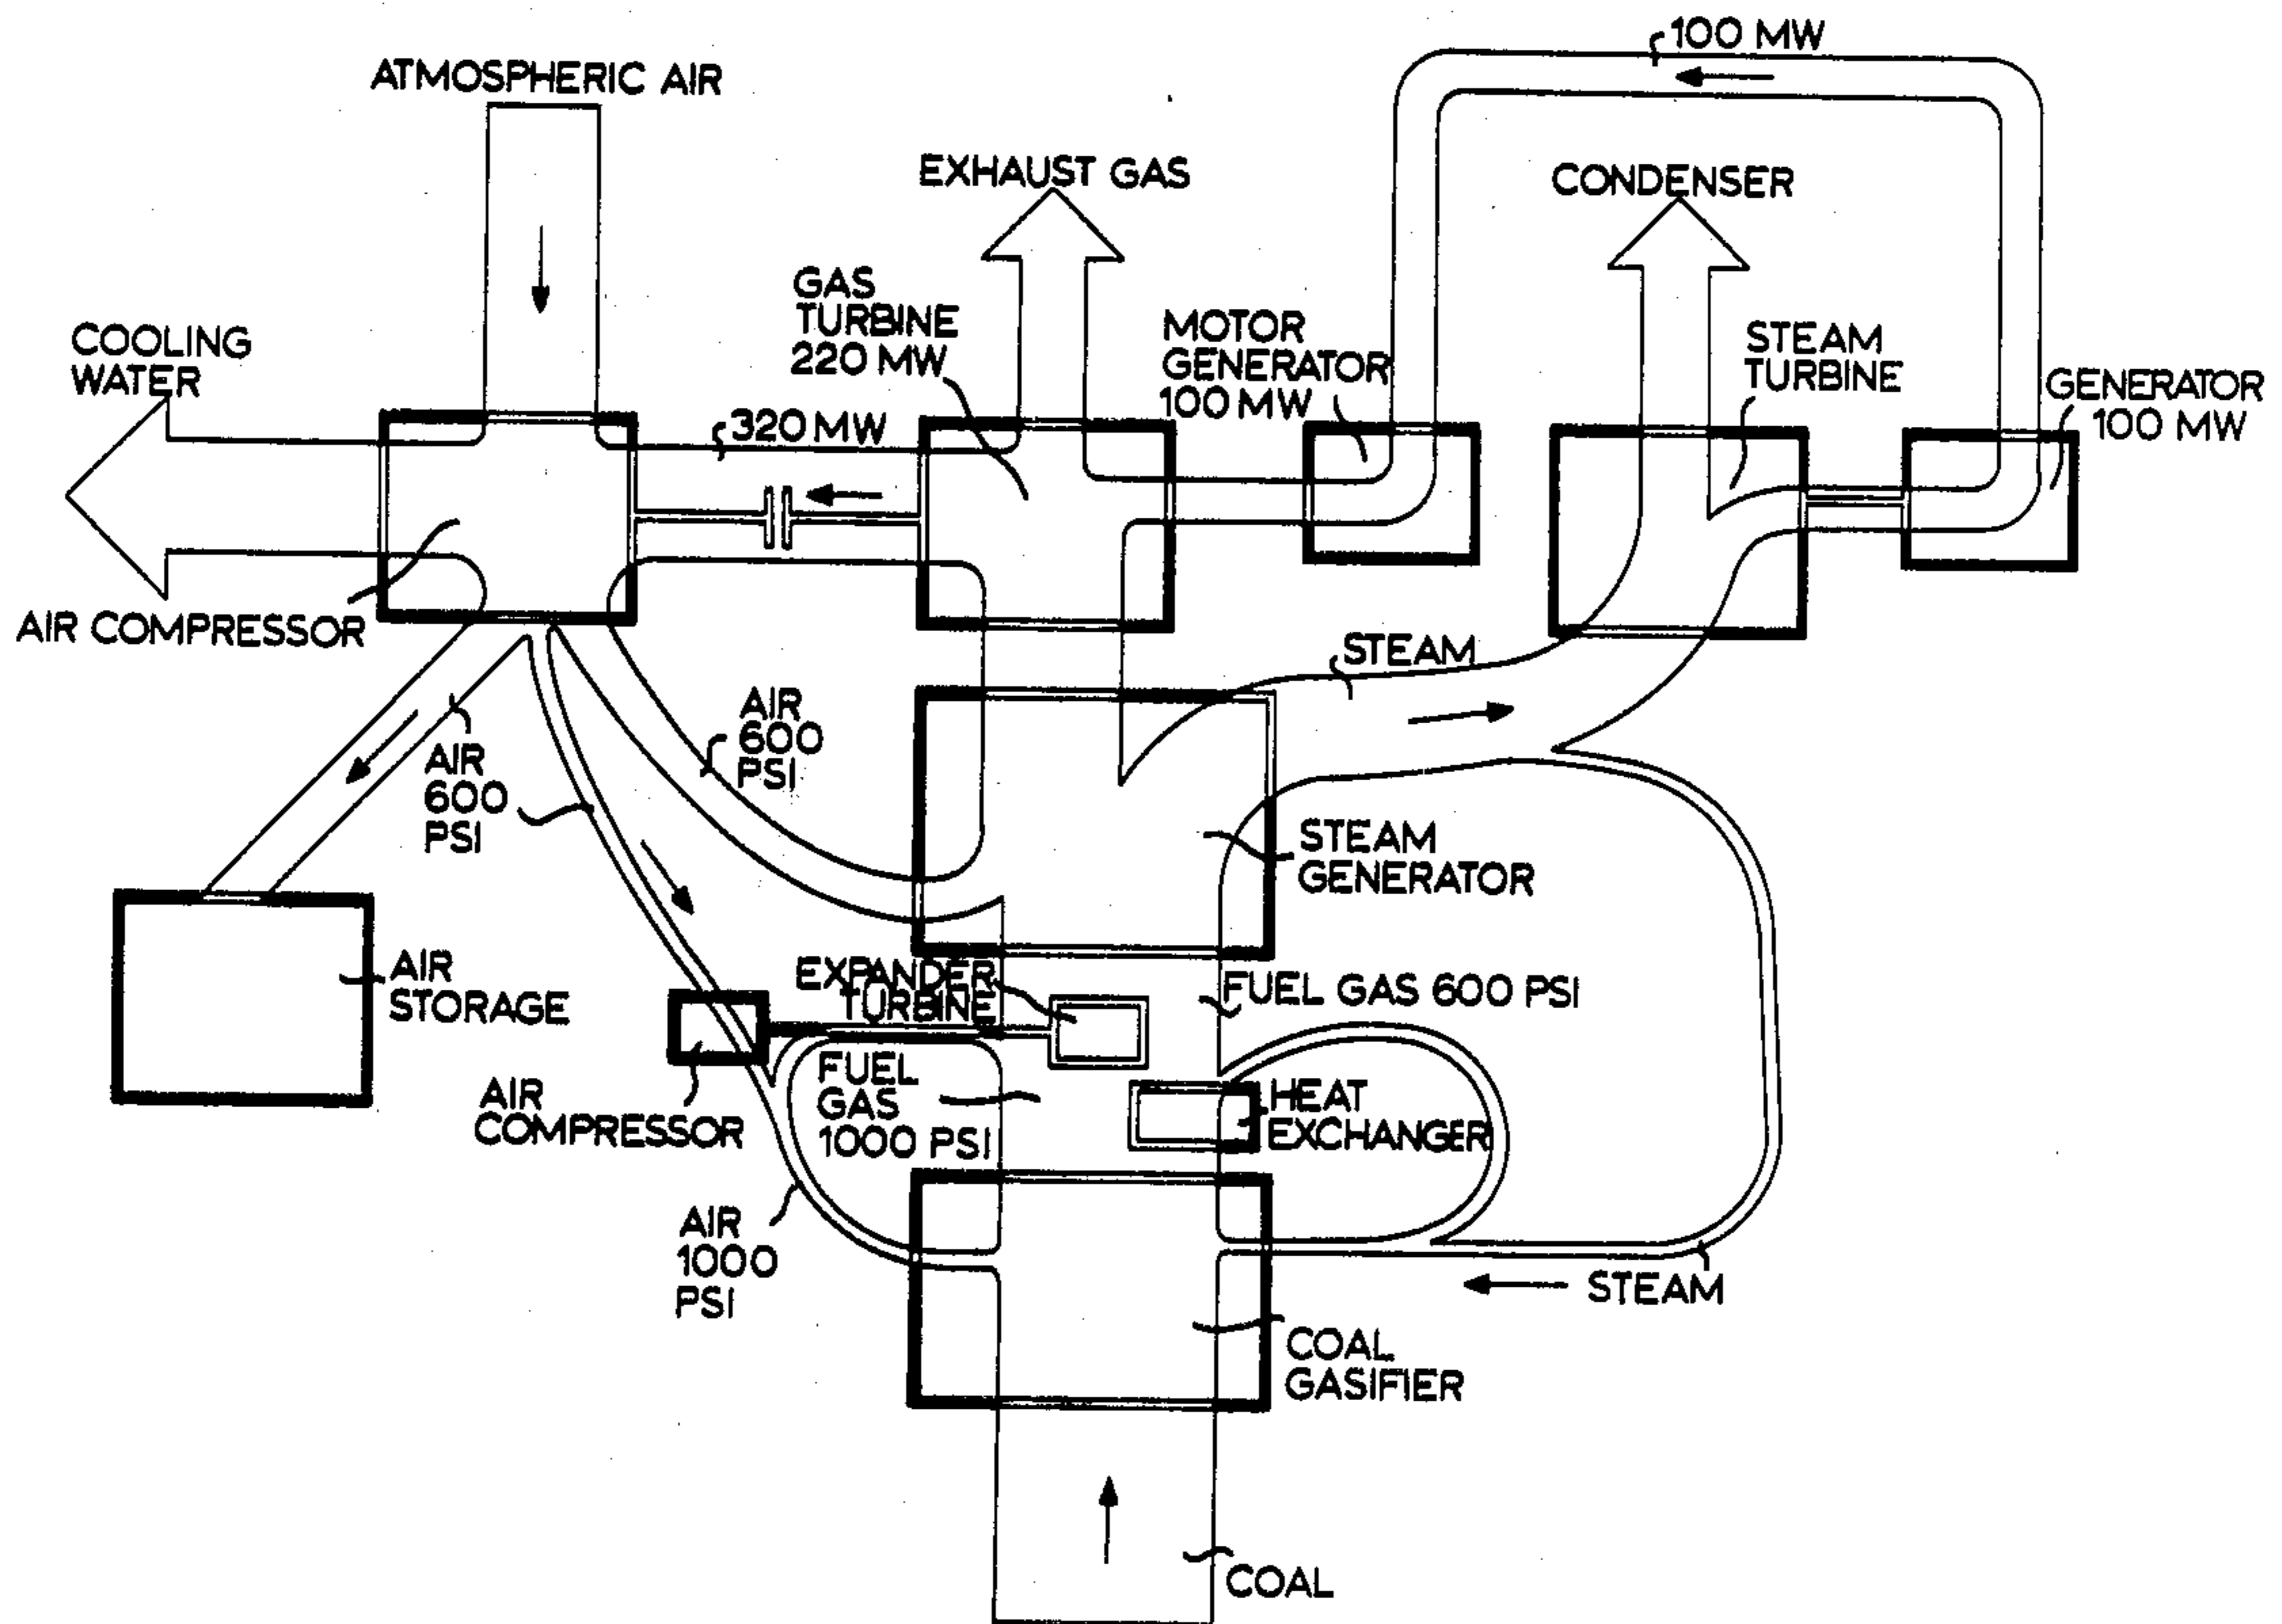 100 MW
ATMOSPHERIC AIR
EXHAUST GAS
CONDENSER
GAS
TURBINE
220 MW
MOTOR
GENERATOR
100 MW
STEAM
TURBINE
GENERATOR
100 MW
COOLING
WATER
320 MW
AIR COMPRESSOR
STEAM
AIR
600
PSI
AIR
600
PSI
STEAM
GENERATOR
AIR
STORAGE
EXPANDER
TURBINE
FUEL GAS 600 PSI
FUEL
GAS
1000 PSI
HEAT
EXCHANGER
AIR
COMPRESSOR
AIR
1000
PSI
STEAM
COAL
GASIFIER
COAL